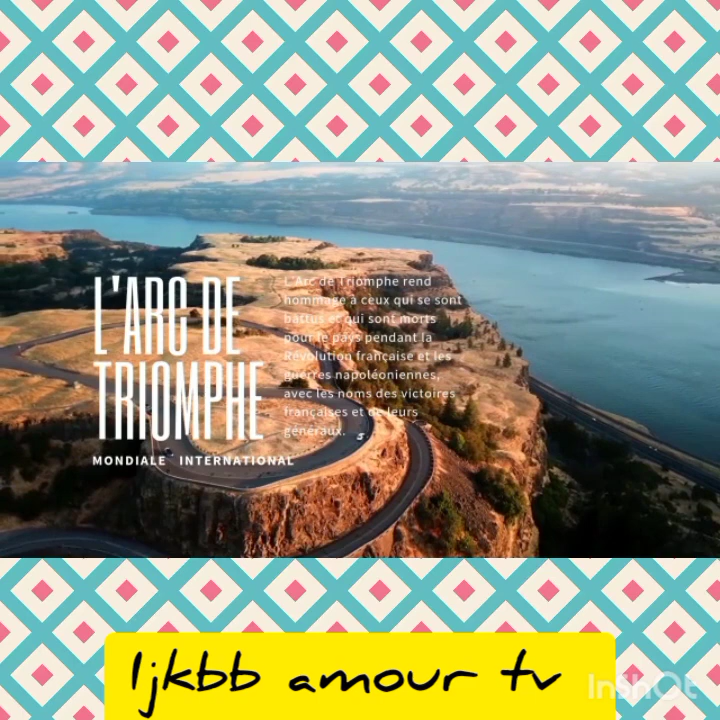 L'ARC DE
TRIOMPHE
MONDIALE INTERNATIONAL
L'Arc de Triomphe rend
hommage à ceux qui se sont
battus et qui sont morts
pour le pays pendant la
Révolution française et les
guerres napoléoniennes,
avec les noms des victoires
françaises et de leurs
généraux.
Ijkbb amour tv
InShOt